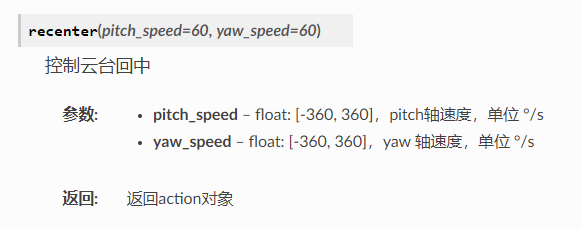 recenter(pitch_speed=60, yaw_speed=60)
控制云台回中
参数:
• pitch_speed – float: [-360, 360]，pitch轴速度，单位 °/s
• yaw_speed – float: [-360, 360]，yaw 轴速度，单位 °/s
返回: 返回action对象